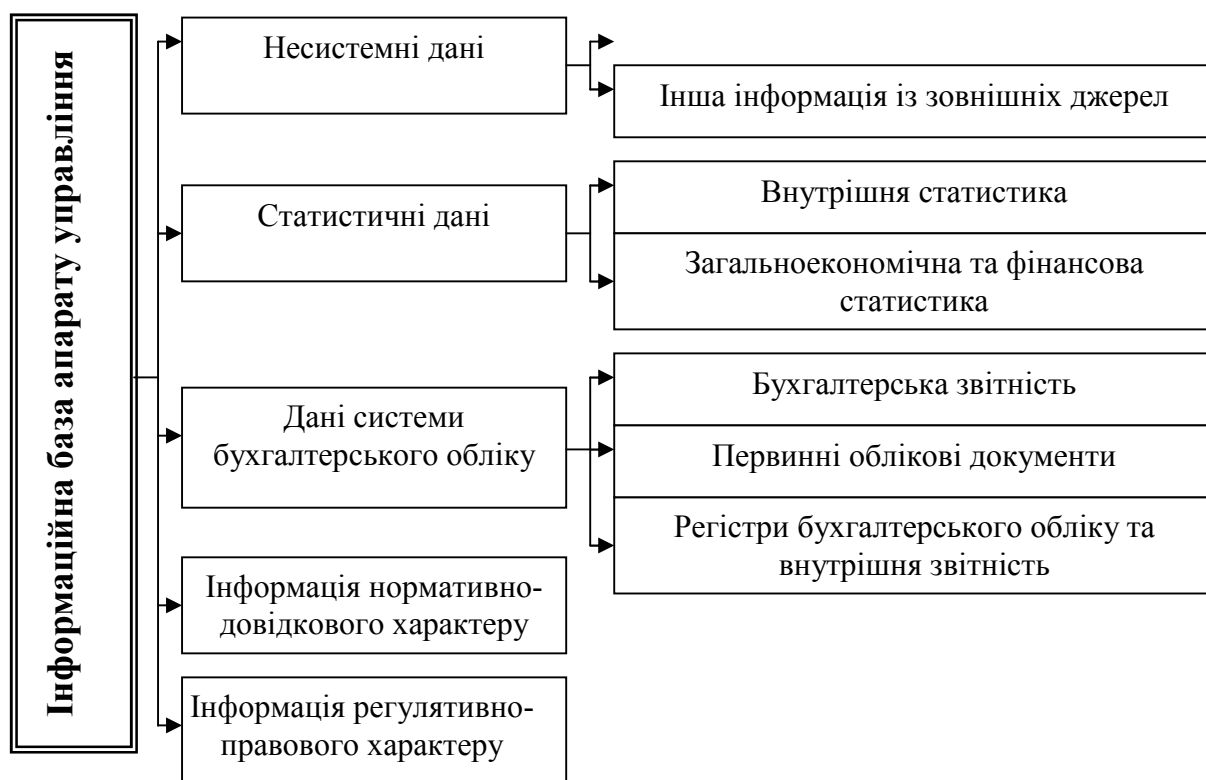 Інформаційна база апарату управління
Несистемні дані
Інша інформація із зовнішніх джерел
Статистичні дані
Внутрішня статистика
Загальноекономічна та фінансова
статистика
Дані системи
бухгалтерського обліку
Бухгалтерська звітність
Первинні облікові документи
Регістри бухгалтерського обліку та
внутрішня звітність
Інформація нормативно-
довідкового характеру
Інформація регулятивно-
правового характеру